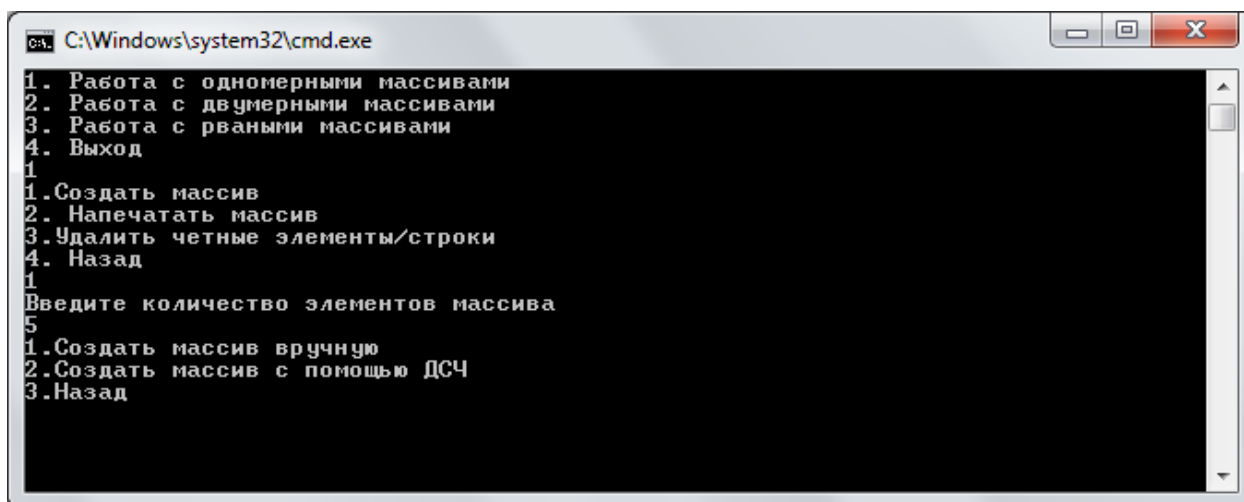 C:\Windows\system32\cmd.exe
1. Работа с одномерными массивами
2. Работа с двумерными массивами
3. Работа с рваными массивами
4. Выход
1
1.Создать массив
2. Напечатать массив
3.Удалить четные элементы/строки
4. Назад
1
Введите количество элементов массива
5
1.Создать массив вручную
2.Создать массив с помощью ДСЧ
3.Назад